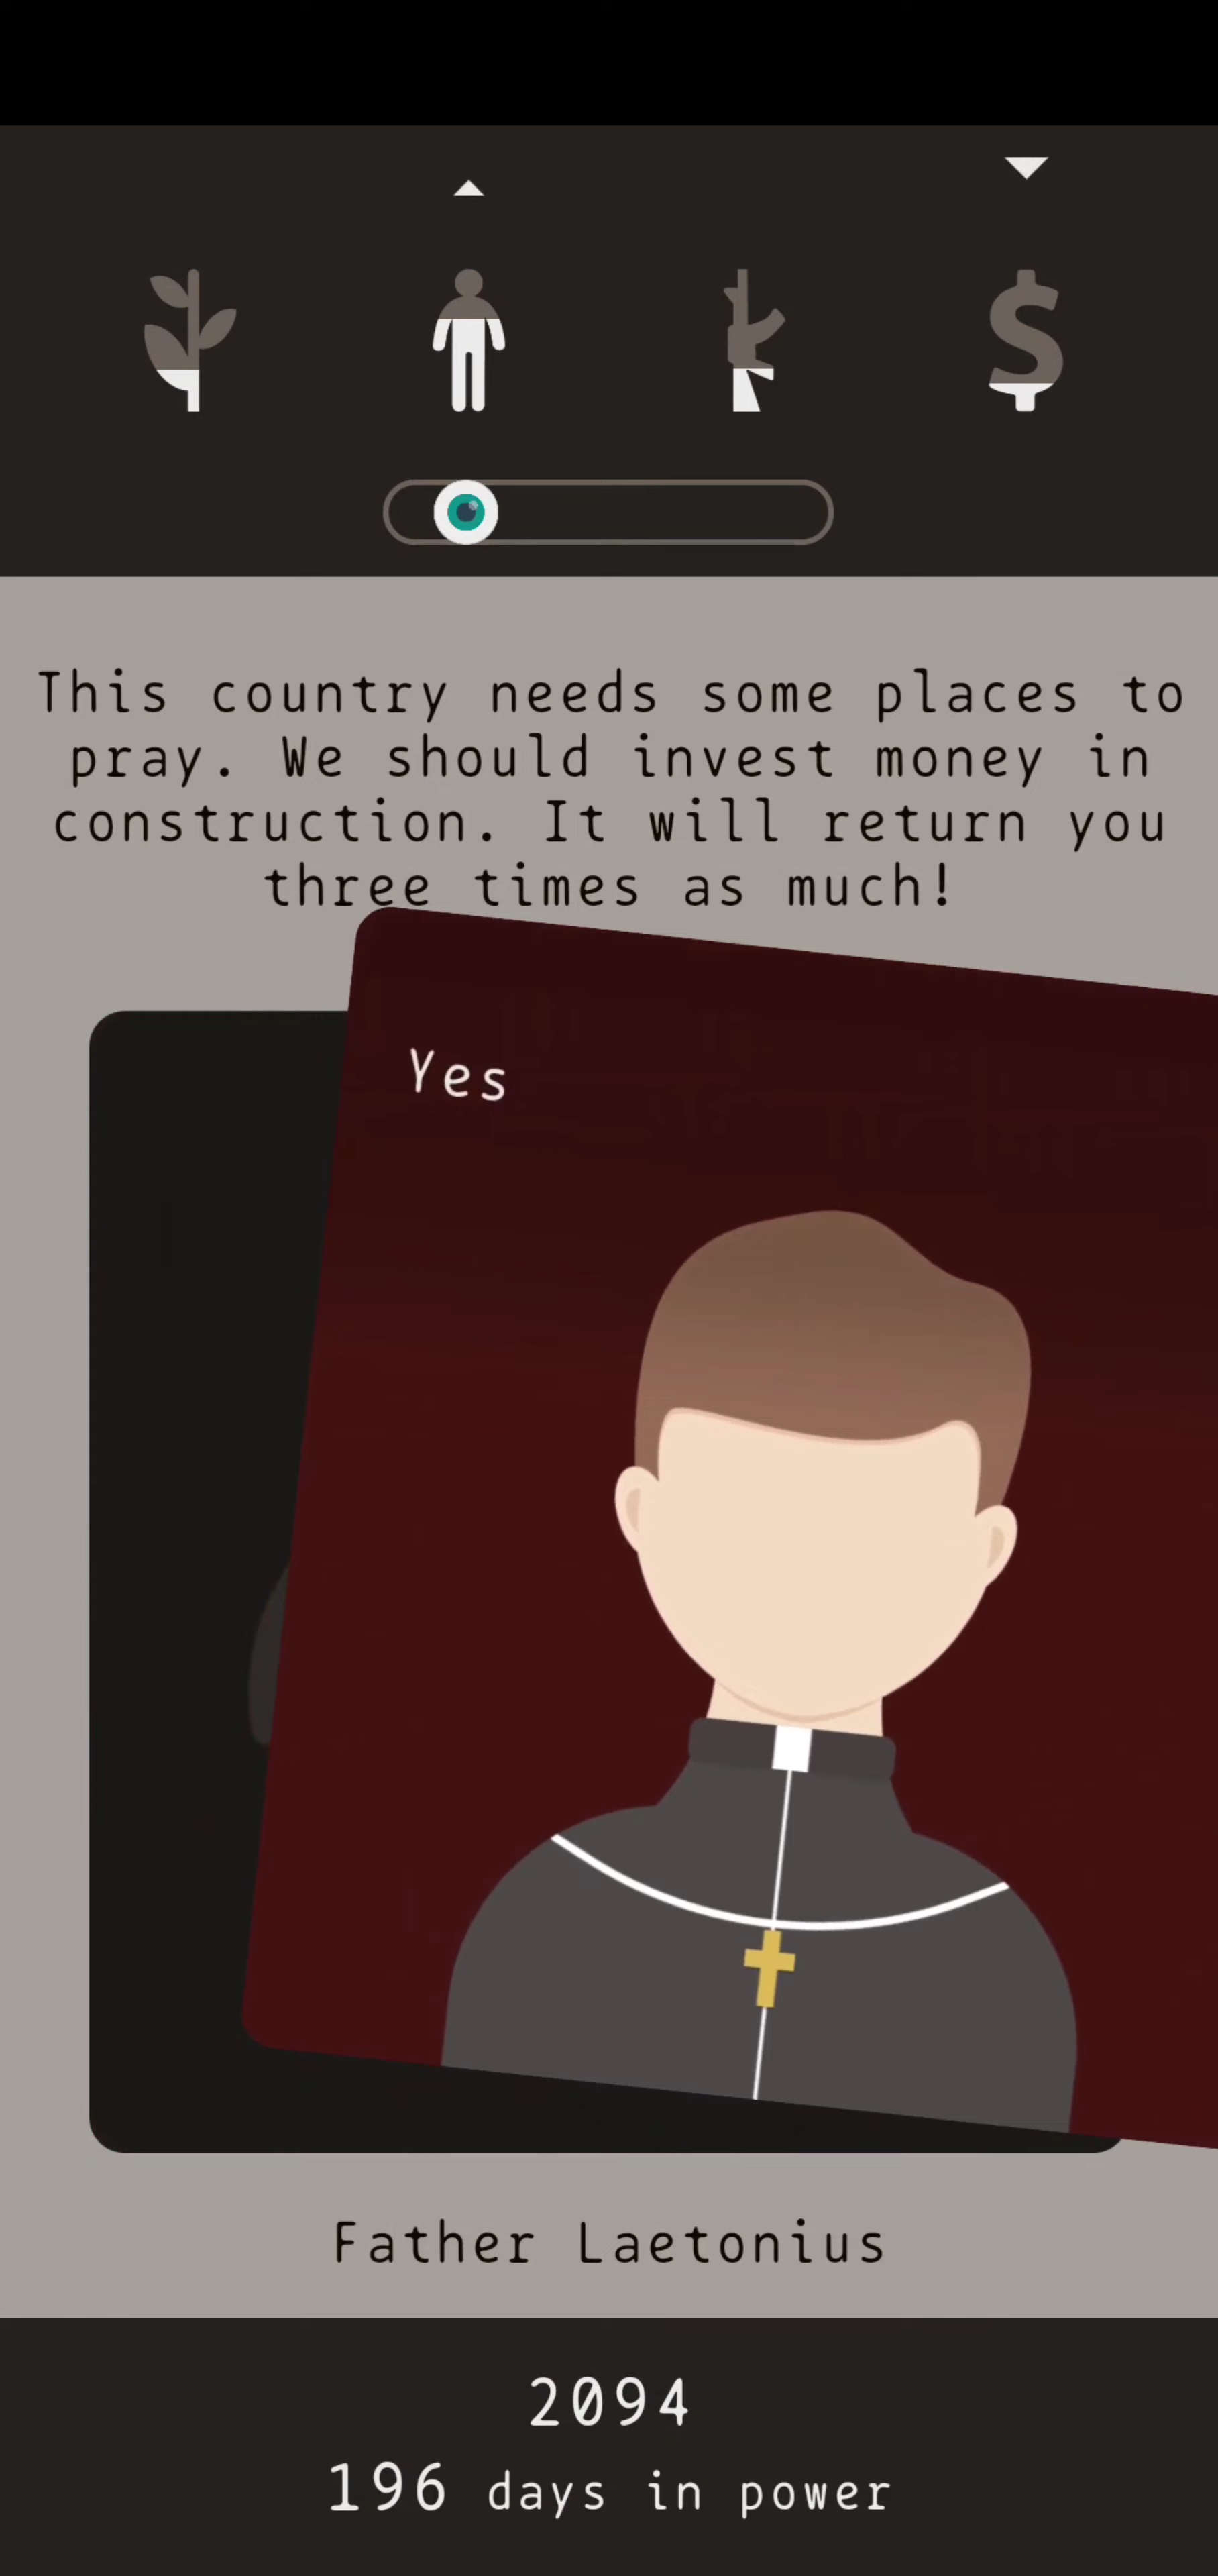 This country needs some places to
pray. We should invest money in
construction. It will return you
three times as much!
Yes
Father Laetonius
2094
196 days in power